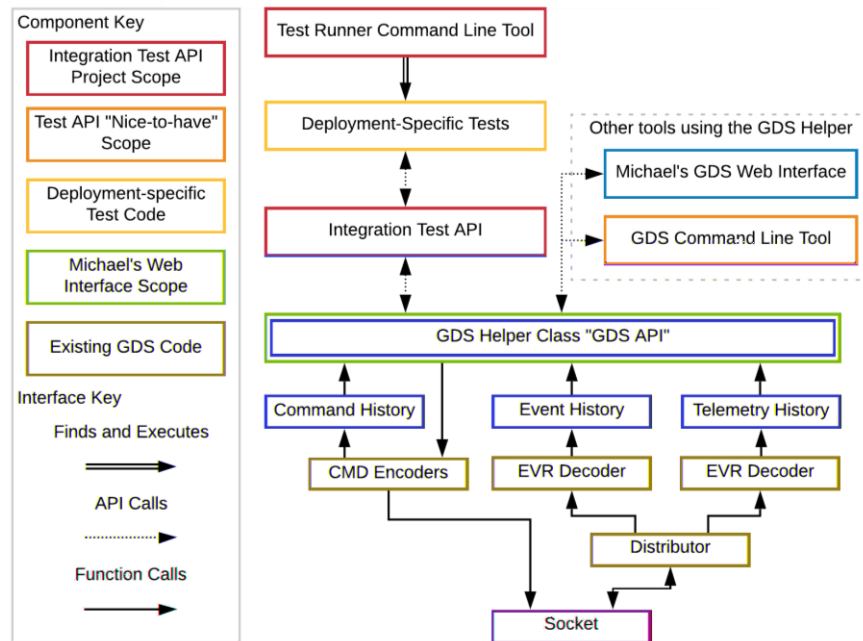 Component Key
Integration Test API
Project Scope
Test API "Nice-to-have"
Scope
Deployment-specific
Test Code
Michael's Web
Interface Scope
Existing GDS Code
Interface Key
Finds and Executes
API Calls
Function Calls
Test Runner Command Line Tool
Deployment-Specific Tests
Integration Test API
Other tools using the GDS Helper
Michael's GDS Web Interface
GDS Command Line Tool
GDS Helper Class "GDS API"
Command History
Event History
Telemetry History
CMD Encoders
EVR Decoder
EVR Decoder
Distributor
Socket